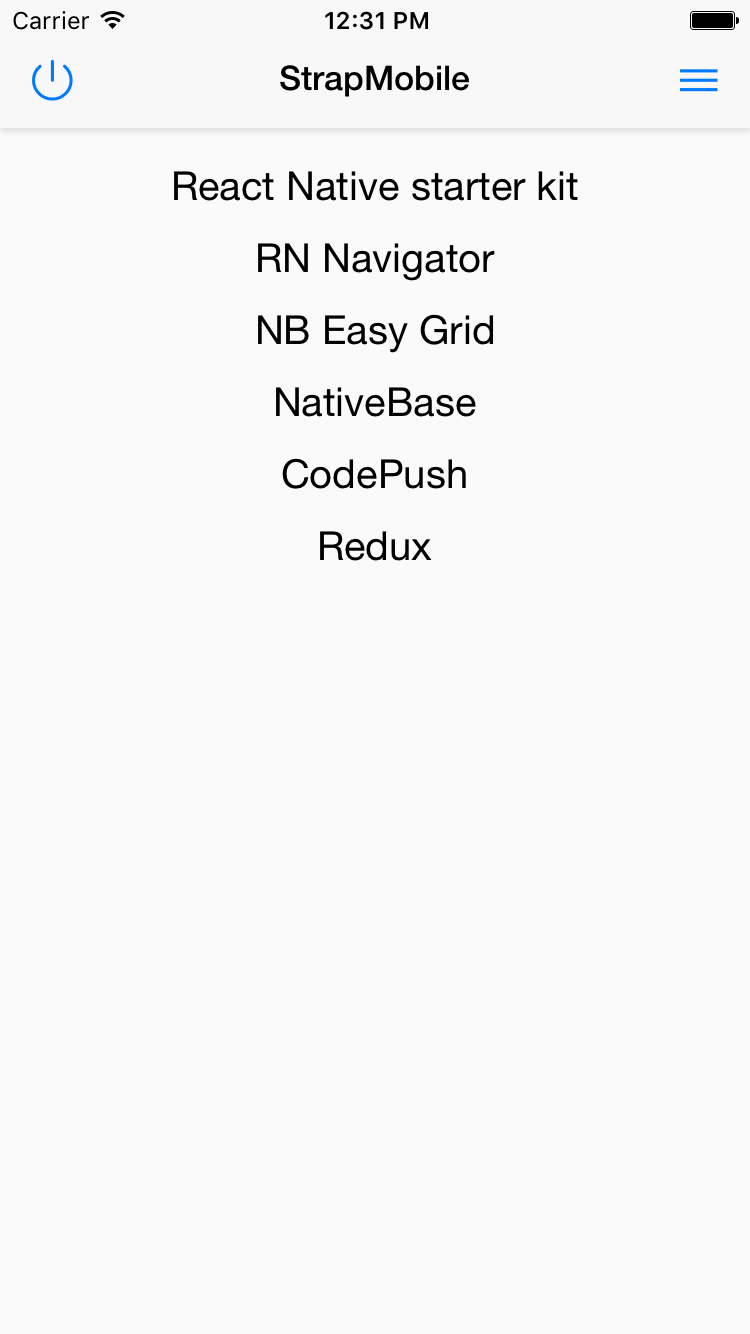 Carrier 12:31 PM
StrapMobile
React Native starter kit
RN Navigator
NB Easy Grid
NativeBase
CodePush
Redux